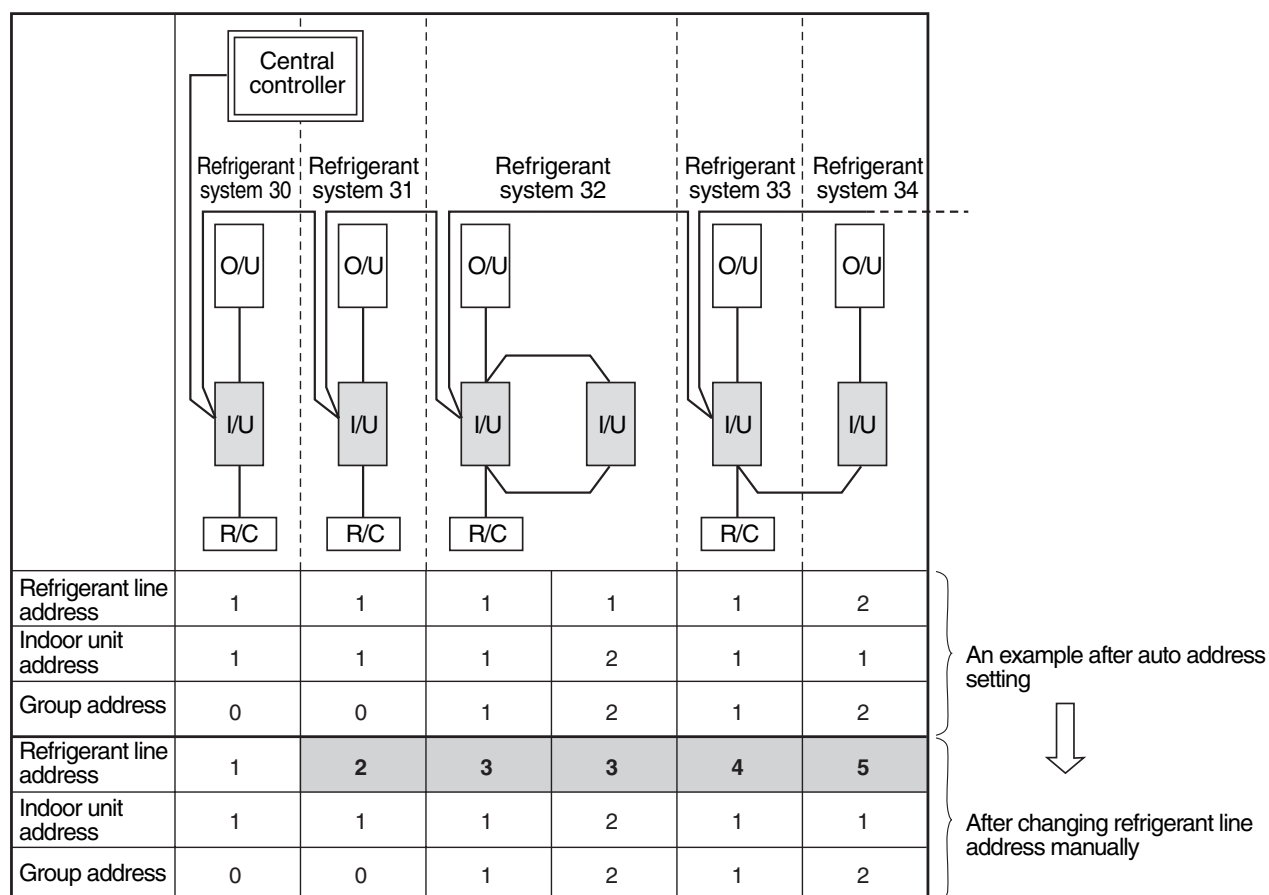 Central
controller
Refrigerant
system 30
Refrigerant
system 31
Refrigerant
system 32
Refrigerant
system 33
Refrigerant
system 34
O/U O/U O/U O/U O/U
I/U I/U I/U I/U I/U I/U
R/C R/C R/C R/C
Refrigerant line
address
1 1 1 1 1 2
Indoor unit
address
1 1 1 2 1 1
Group address
0 0 1 2 1 2
An example after auto address
setting
Refrigerant line
address
1 2 3 3 4 5
Indoor unit
address
1 1 1 2 1 1
Group address
0 0 1 2 1 2
After changing refrigerant line
address manually